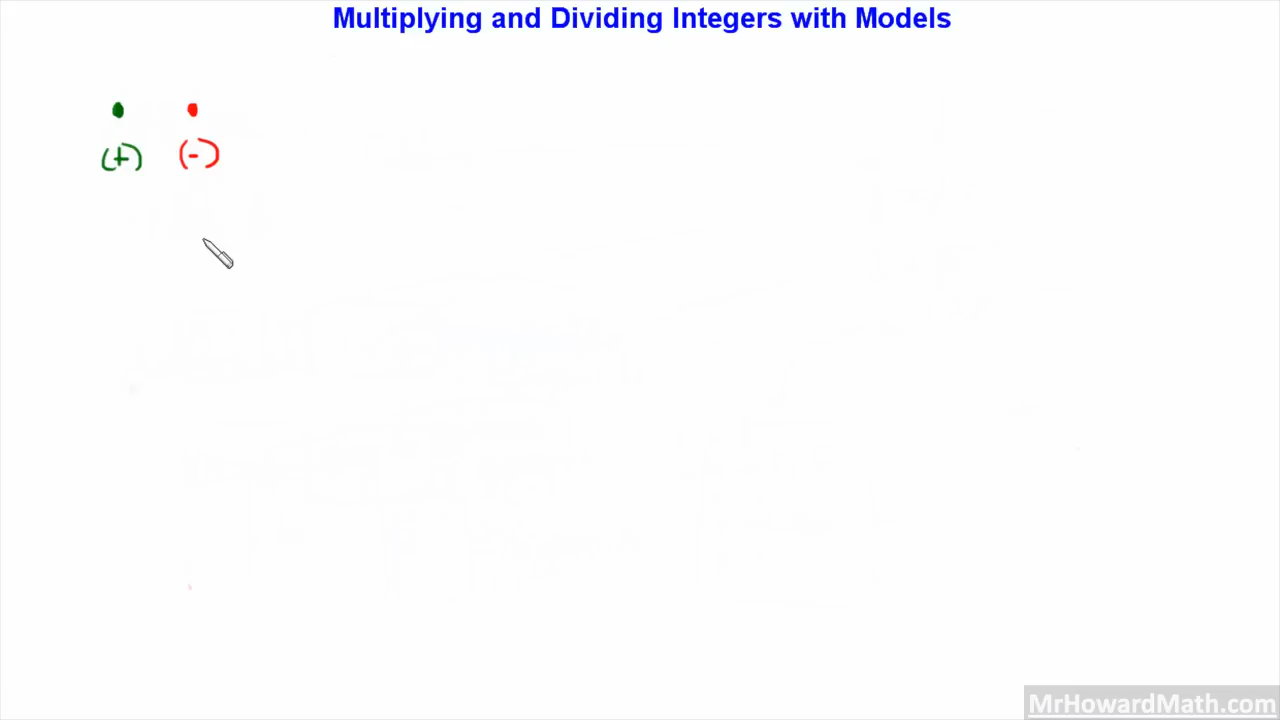 Multiplying and Dividing Integers with Models
(+) (-)
MrHowardMath.com